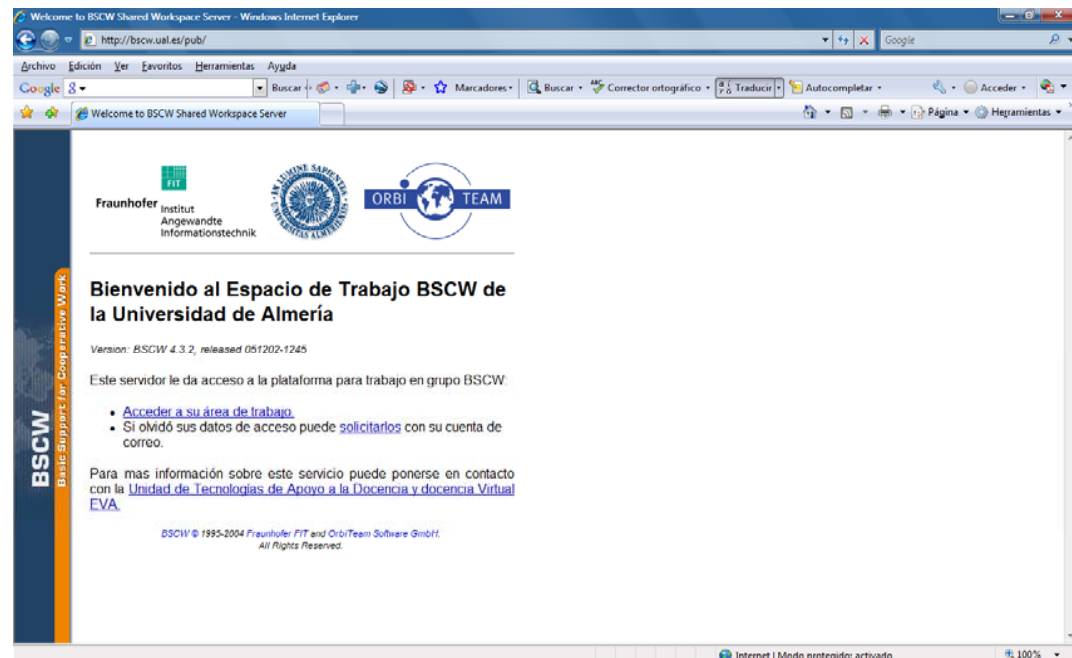 Welcome to BSCW Shared Workspace Server - Windows Internet Explorer
http://bscw.ual.es/pub/
Google
Archivo Edición Ver Favoritos Herramientas Ayuda
Google Buscar Marcadores Buscar Corrector ortográfico Traducir Autocompletar Acceder
Welcome to BSCW Shared Workspace Server
Página Herramientas
FIT
Fraunhofer Institut
Angewandte
Informationstechnik
ORBI TEAM
Bienvenido al Espacio de Trabajo BSCW de
la Universidad de Almería
Version: BSCW 4.3.2, released 051202-1245
Este servidor le da acceso a la plataforma para trabajo en grupo BSCW:
Acceder a su área de trabajo.
Si olvidó sus datos de acceso puede solicitarlos con su cuenta de
correo.
Para mas información sobre este servicio puede ponerse en contacto
con la Unidad de Tecnologías de Apoyo a la Docencia y docencia Virtual
EVA.
BSCW © 1995-2004 Fraunhofer FIT and OrbiTeam Software GmbH.
All Rights Reserved.
BSCW
Basic Support for Cooperative Work
Internet | Modo protegido: activado
100%